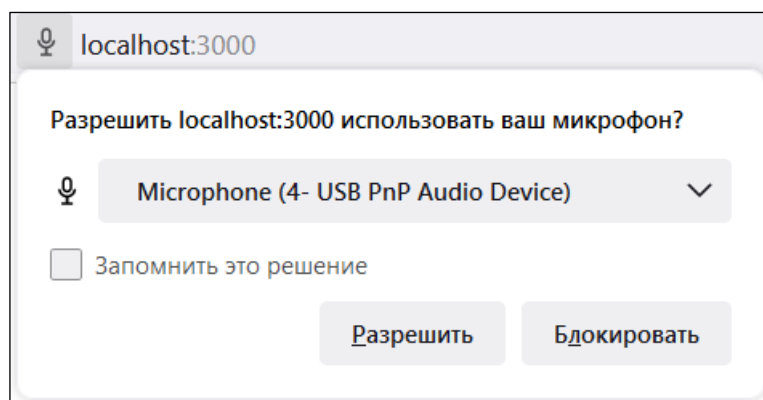 localhost:3000
Разрешить localhost:3000 использовать ваш микрофон?
Microphone (4- USB PnP Audio Device)
Запомнить это решение
Разрешить Блокировать